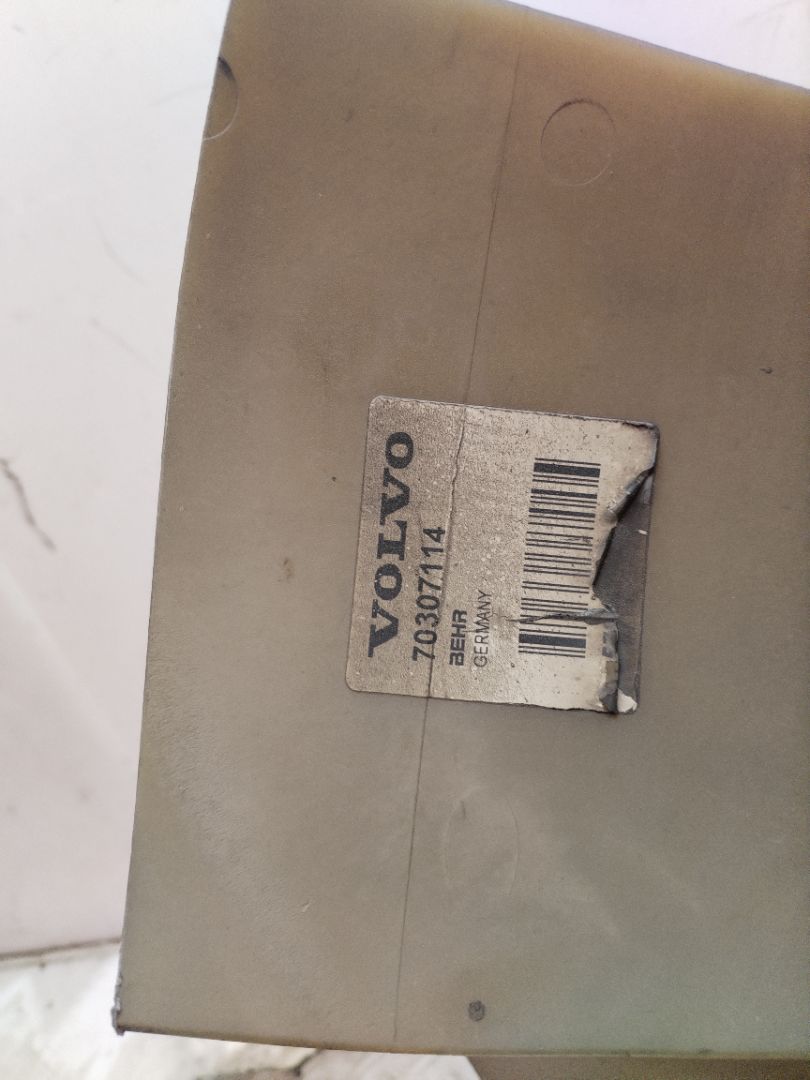 VOLVO
70307114
BEHR
GERMANY